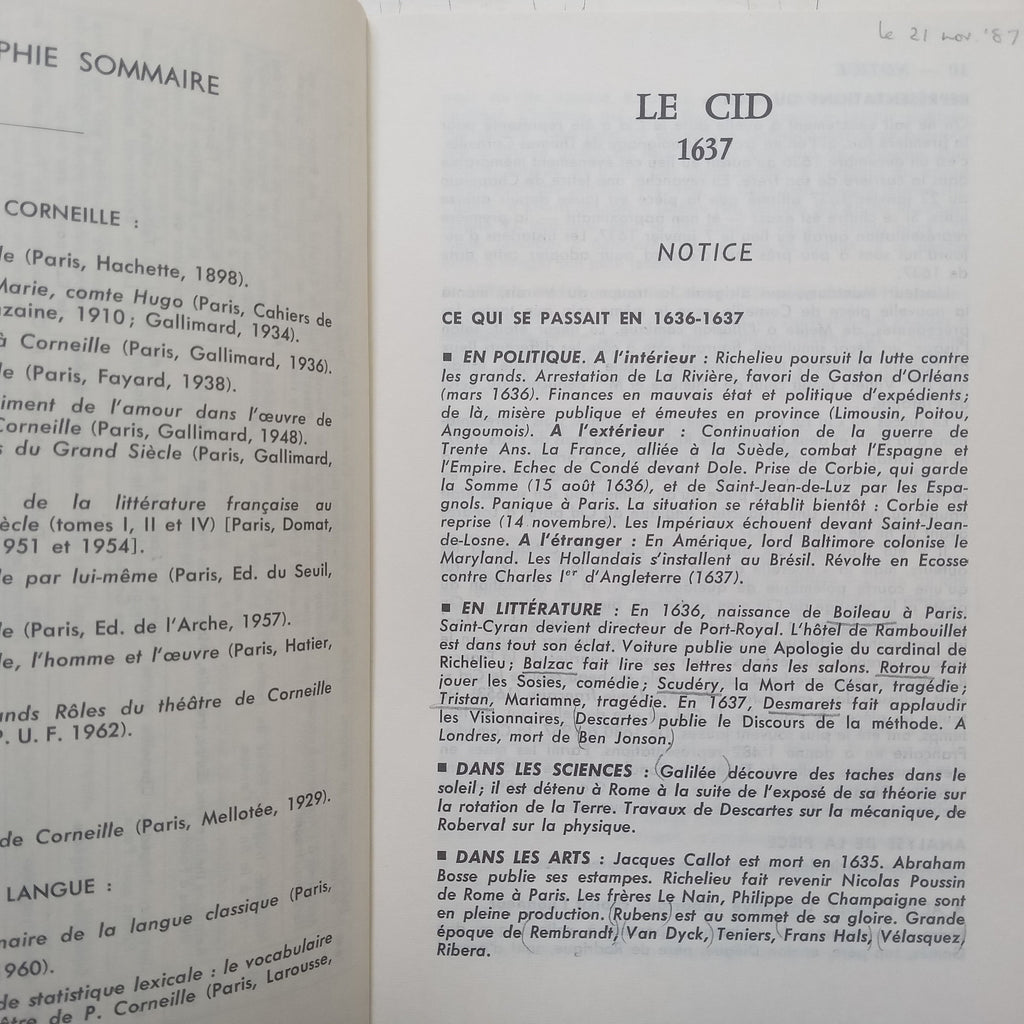 PHIE SOMMAIRE
CORNEILLE :
le (Paris, Hachette, 1898).
Marie, comte Hugo (Paris, Cahiers de
nzaine, 1910 ; Gallimard, 1934).
à Corneille (Paris, Gallimard, 1936).
le (Paris, Fayard, 1938).
iment de l'amour dans l'œuvre de
Corneille (Paris, Gallimard, 1948).
s du Grand Siècle (Paris, Gallimard,
de la littérature française au
ècle (tomes I, II et IV) [Paris, Domat,
951 et 1954].
le par lui-même (Paris, Ed. du Seuil,
le (Paris, Ed. de l'Arche, 1957).
le, l'homme et l'œuvre (Paris, Hatier,
ands Rôles du théâtre de Corneille
P. U. F. 1962).
de Corneille (Paris, Mellotée, 1929).
LANGUE :
naire de la langue classique (Paris,
960).
de statistique lexicale : le vocabulaire
âtre de P. Corneille (Paris, Larousse,
le 21 nov. '87
LE CID
1637
NOTICE
CE QUI SE PASSAIT EN 1636-1637
■ EN POLITIQUE. A l'intérieur : Richelieu poursuit la lutte contre
les grands. Arrestation de La Rivière, favori de Gaston d'Orléans
(mars 1636). Finances en mauvais état et politique d'expédients ;
de là, misère publique et émeutes en province (Limousin, Poitou,
Angoumois). A l'extérieur : Continuation de la guerre de
Trente Ans. La France, alliée à la Suède, combat l'Espagne et
l'Empire. Echec de Condé devant Dole. Prise de Corbie, qui garde
la Somme (15 août 1636), et de Saint-Jean-de-Luz par les Espa-
gnols. Panique à Paris. La situation se rétablit bientôt : Corbie est
reprise (14 novembre). Les Impériaux échouent devant Saint-Jean-
de-Losne. A l'étranger : En Amérique, lord Baltimore colonise le
Maryland. Les Hollandais s'installent au Brésil. Révolte en Ecosse
contre Charles Ier d'Angleterre (1637).
■ EN LITTÉRATURE : En 1636, naissance de Boileau à Paris.
Saint-Cyran devient directeur de Port-Royal. L'hôtel de Rambouillet
est dans tout son éclat. Voiture publie une Apologie du cardinal de
Richelieu ; Balzac fait lire ses lettres dans les salons. Rotrou fait
jouer les Sosies, comédie ; Scudéry, la Mort de César, tragédie ;
Tristan, Mariamne, tragédie. En 1637, Desmarets fait applaudir
les Visionnaires, Descartes publie le Discours de la méthode. A
Londres, mort de Ben Jonson.
■ DANS LES SCIENCES : Galilée découvre des taches dans le
soleil ; il est détenu à Rome à la suite de l'exposé de sa théorie sur
la rotation de la Terre. Travaux de Descartes sur la mécanique, de
Roberval sur la physique.
■ DANS LES ARTS : Jacques Callot est mort en 1635. Abraham
Bosse publie ses estampes. Richelieu fait revenir Nicolas Poussin
de Rome à Paris. Les frères Le Nain, Philippe de Champaigne sont
en pleine production. Rubens est au sommet de sa gloire. Grande
époque de Rembrandt, Van Dyck, Teniers, Frans Hals, Vélasquez,
Ribera.